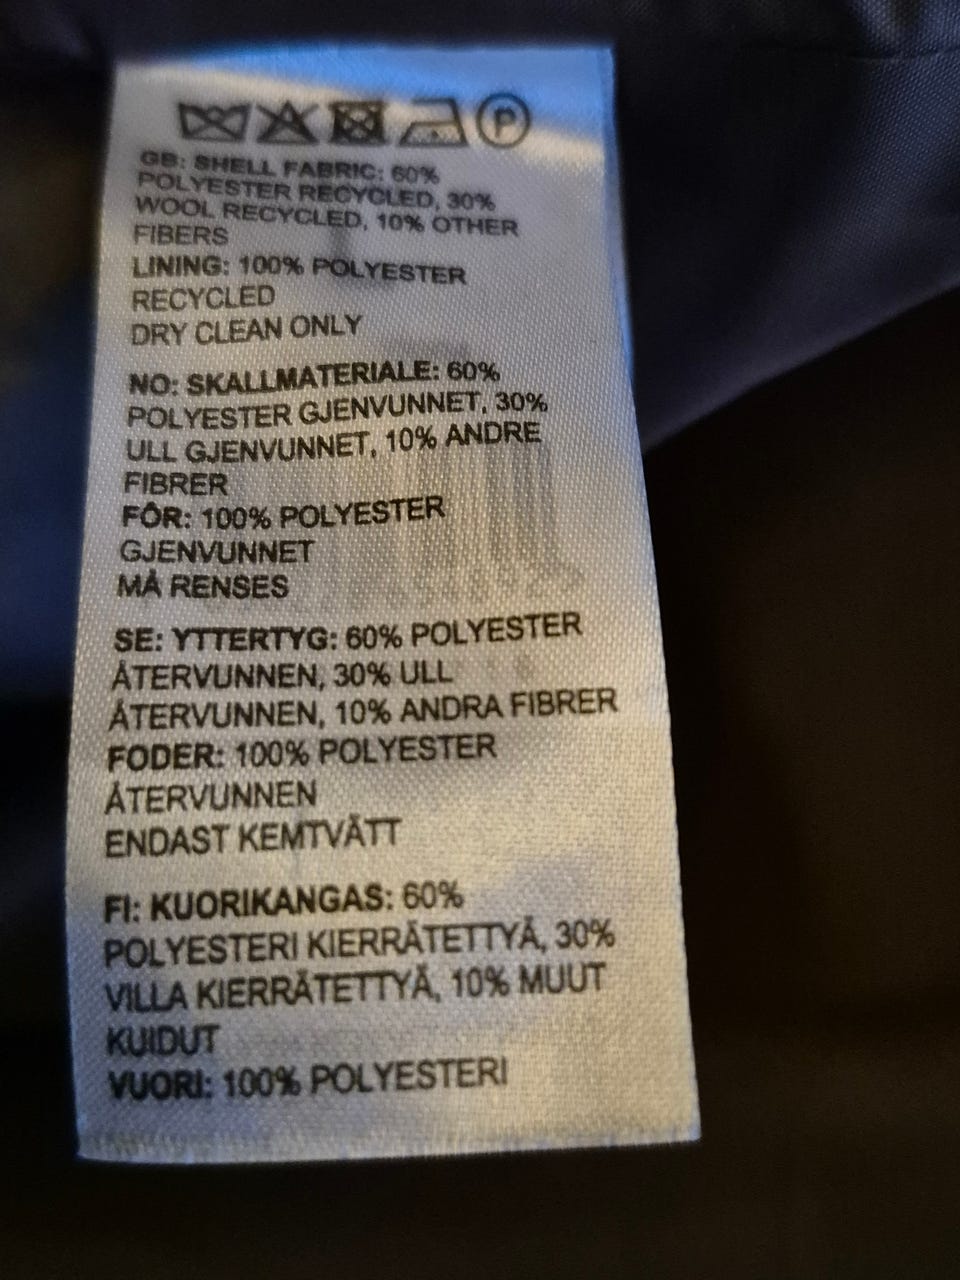 P
GB: SHELL FABRIC: 60%
POLYESTER RECYCLED, 30%
WOOL RECYCLED, 10% OTHER
FIBERS
LINING: 100% POLYESTER
RECYCLED
DRY CLEAN ONLY
NO: SKALLMATERIALE: 60%
POLYESTER GJENVUNNET, 30%
ULL GJENVUNNET, 10% ANDRE
FIBRER
FÔR: 100% POLYESTER
GJENVUNNET
MÅ RENSES
SE: YTTERTYG: 60% POLYESTER
ÅTERVUNNEN, 30% ULL
ÅTERVUNNEN, 10% ANDRA FIBRER
FODER: 100% POLYESTER
ÅTERVUNNEN
ENDAST KEMTVÄTT
FI: KUORIKANGAS: 60%
POLYESTERI KIERRÄTETTYÄ, 30%
VILLA KIERRÄTETTYÄ, 10% MUUT
KUIDUT
VUORI: 100% POLYESTERI